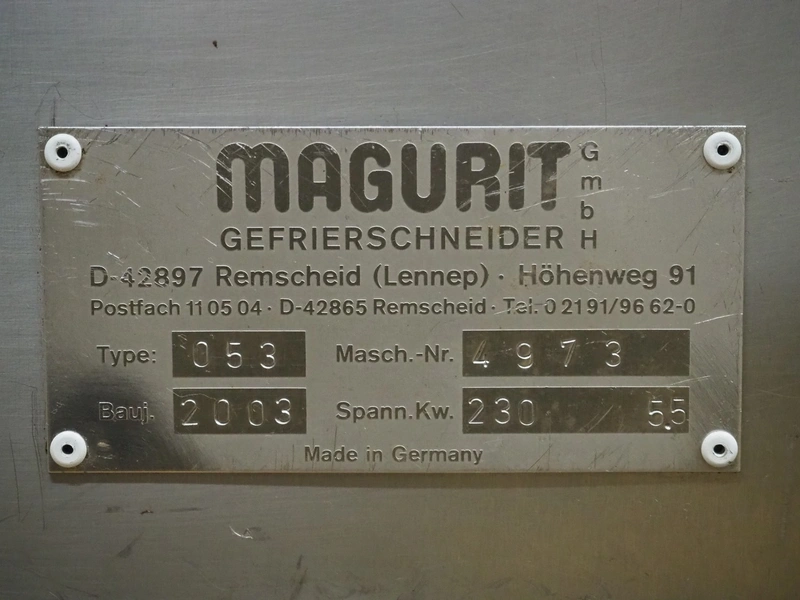 MAGURIT GmbH
GEFRIERSCHNEIDER
D-42897 Remscheid (Lennep) · Höhenweg 91
Postfach 11 05 04 · D-42865 Remscheid · Tel. 0 21 91/96 62-0
Type: 053 Masch.-Nr. 4973
Bauj. 2003 Spann.Kw. 230 5,5
Made in Germany